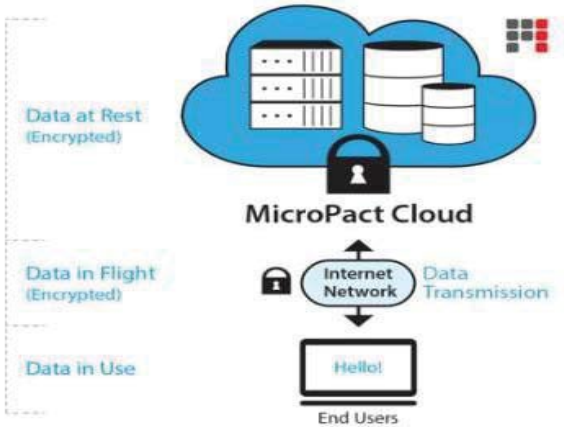 Data at Rest
(Encrypted)
MicroPact Cloud
Data in Flight
(Encrypted)
Internet
Network
Data
Transmission
Data in Use
Hello!
End Users